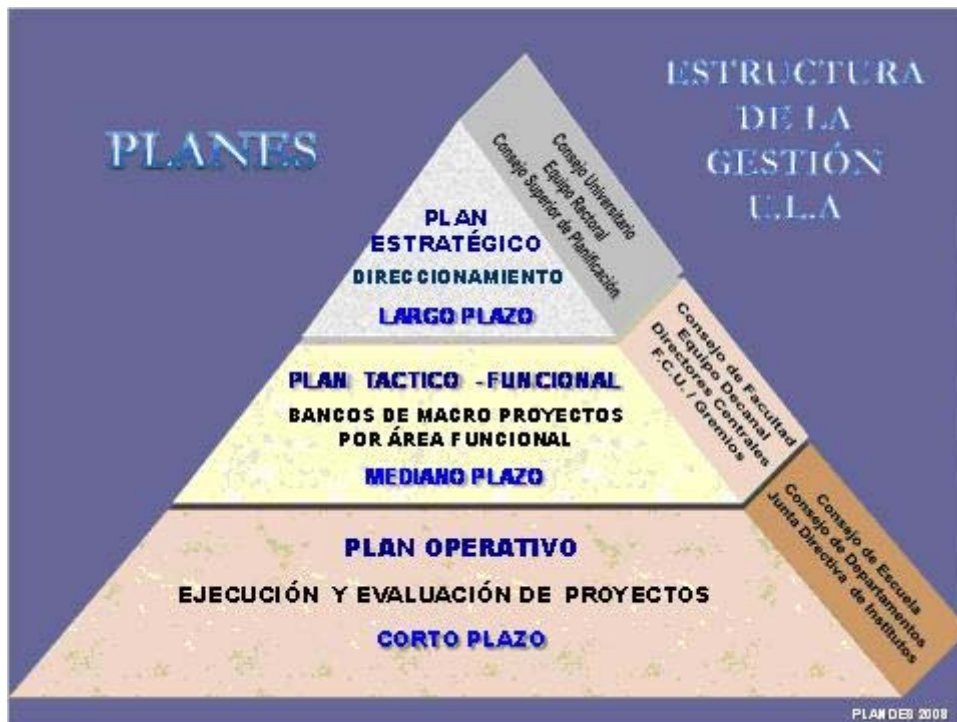 PLANES
ESTRUCTURA
DE LA
GESTIÓN
U.L.A
PLAN
ESTRATÉGICO
DIRECCIONAMIENTO
LARGO PLAZO
Consejo Universitario
Equipo Rectoral
Consejo Superior de Planificación
PLAN TACTICO -FUNCIONAL
BANCOS DE MACRO PROYECTOS
POR ÁREA FUNCIONAL
MEDIANO PLAZO
Consejo de Facultad
Equipo Decanal
Directores Centrales
F.C.U./ Gremios
PLAN OPERATIVO
EJECUCIÓN Y EVALUACIÓN DE PROYECTOS
CORTO PLAZO
Consejo de Escuela
Consejo de Departamentos
Junta Directiva de Institutos
PLANDES 2008